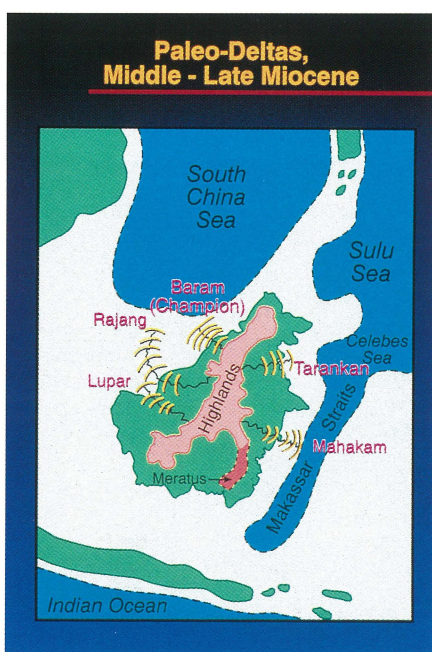 Paleo-Deltas,
Middle - Late Miocene
South
China
Sea
Sulu
Sea
Baram
(Champion)
Rajang
Celebes
Sea
Tarankan
Lupar
Highlands
Makassar Straits
Mahakam
Meratus
Indian Ocean